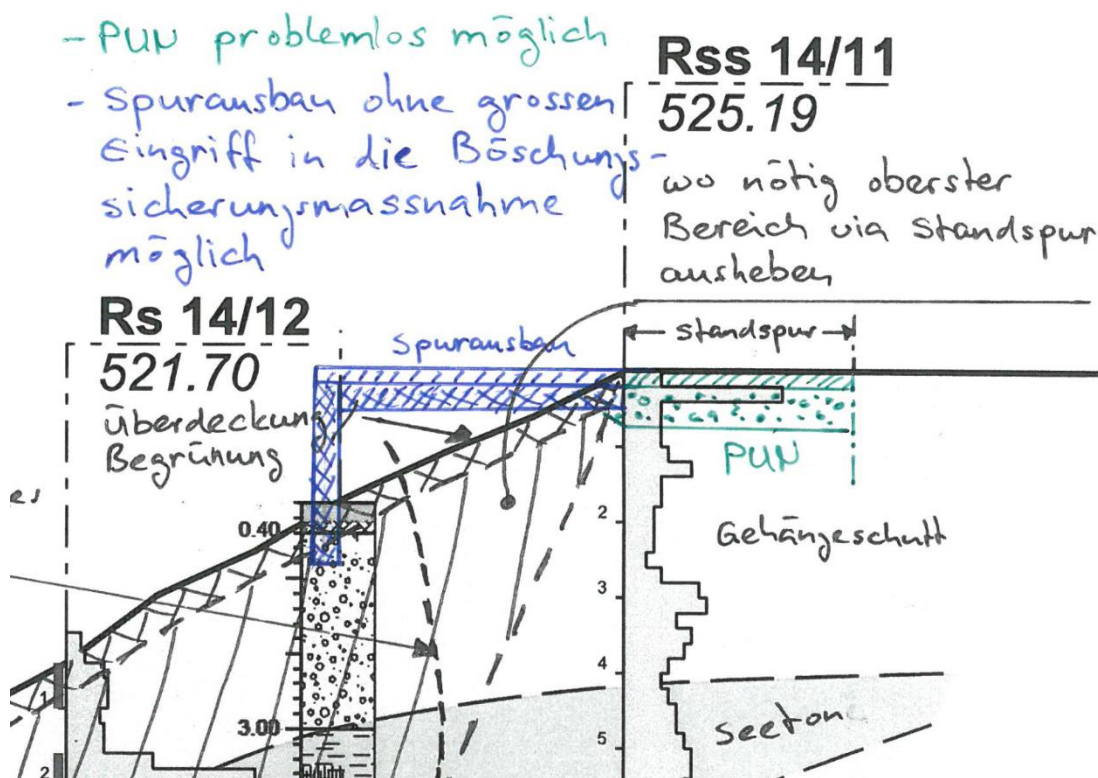 - PUN problemlos möglich
- Spurausbau ohne grossen
Eingriff in die Böschungs-
sicherungsmassnahme
möglich
Rss 14/11
525.19
wo nötig oberster
Bereich via Standspur
ausheben
Rs 14/12
521.70
Überdeckung
Begrünung
Spurausbau
Standspur
PUN
Gehängeschutt
0.40
3.00
1
2
2
3
4
5
Seeton